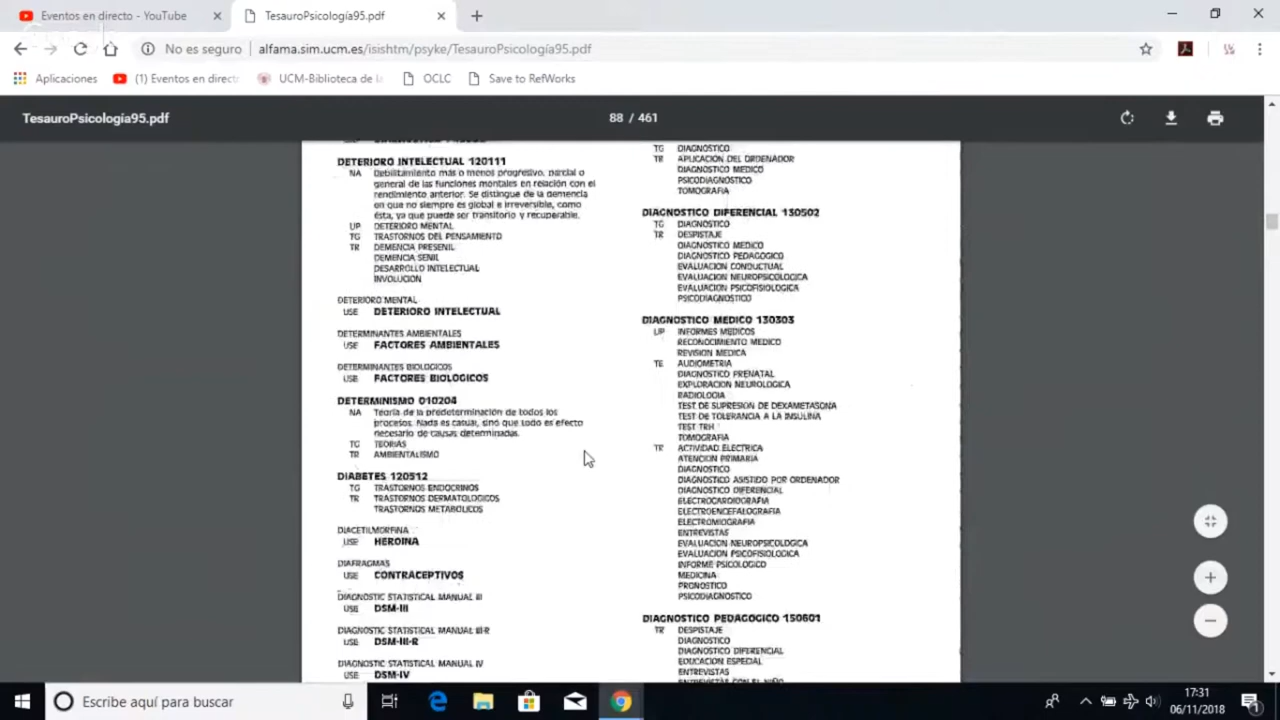 Eventos en directo - YouTube
TesauroPsicología95.pdf
No es seguro
alfama.sim.ucm.es/isishtm/psyke/TesauroPsicología95.pdf
Aplicaciones
(1) Eventos en direct
UCM-Biblioteca de la
OCLC
Save to RefWorks
TesauroPsicología95.pdf
88 / 461
DETERIORO INTELECTUAL 120111
NA Debilitamiento más o menos progresivo, parcial o
general de las funciones mentales en relación con el
rendimiento anterior. Se distingue de la demencia
en que no siempre es global e irreversible, como
ésta, ya que puede ser transitorio y recuperable.
UP DETERIORO MENTAL
TG TRASTORNOS DEL PENSAMIENTO
TR DEMENCIA PRESENIL
DEMENCIA SENIL
DESARROLLO INTELECTUAL
INVOLUCION
DETERIORO MENTAL
USE DETERIORO INTELECTUAL
DETERMINANTES AMBIENTALES
USE FACTORES AMBIENTALES
DETERMINANTES BIOLOGICOS
USE FACTORES BIOLOGICOS
DETERMINISMO 010204
NA Teoría de la predeterminación de todos los
procesos. Nada es casual, sino que todo es efecto
necesario de causas determinadas.
TG TEORIAS
TR AMBIENTALISMO
DIABETES 120512
TG TRASTORNOS ENDOCRINOS
TR TRASTORNOS DERMATOLOGICOS
TRASTORNOS METABOLICOS
DIACETILMORFINA
USE HEROINA
DIAFRAGMAS
USE CONTRACEPTIVOS
DIAGNOSTIC STATISTICAL MANUAL III
USE DSM-III
DIAGNOSTIC STATISTICAL MANUAL III-R
USE DSM-III-R
DIAGNOSTIC STATISTICAL MANUAL IV
USE DSM-IV
TG DIAGNOSTICO
TR APLICACIÓN DEL ORDENADOR
DIAGNOSTICO MEDICO
PSICODIAGNOSTICO
TOMOGRAFIA
DIAGNOSTICO DIFERENCIAL 130502
TG DIAGNOSTICO
TR DESPISTAJE
DIAGNOSTICO MEDICO
DIAGNOSTICO PEDAGOGICO
EVALUACION CONDUCTUAL
EVALUACION NEUROPSICOLOGICA
EVALUACION PSICOFISIOLOGICA
PSICODIAGNOSTICO
DIAGNOSTICO MEDICO 130303
UP INFORMES MEDICOS
RECONOCIMIENTO MEDICO
REVISION MEDICA
TE AUDIOMETRIA
DIAGNOSTICO PRENATAL
EXPLORACION NEUROLOGICA
RADIOLOGIA
TEST DE SUPRESION DE DEXAMETASONA
TEST DE TOLERANCIA A LA INSULINA
TEST TRH
TOMOGRAFIA
TR ACTIVIDAD ELECTRICA
ATENCION PRIMARIA
DIAGNOSTICO
DIAGNOSTICO ASISTIDO POR ORDENADOR
DIAGNOSTICO DIFERENCIAL
ELECTROCARDIOGRAFIA
ELECTROENCEFALOGRAFIA
ELECTROMIOGRAFIA
ENTREVISTAS
EVALUACION NEUROPSICOLOGICA
EVALUACION PSICOFISIOLOGICA
INFORME PSICOLOGICO
MEDICINA
PRONOSTICO
PSICODIAGNOSTICO
DIAGNOSTICO PEDAGOGICO 150601
TR DESPISTAJE
DIAGNOSTICO
DIAGNOSTICO DIFERENCIAL
EDUCACION ESPECIAL
ENTREVISTAS
ENTREVISTAS CON EL NIÑO
Escribe aquí para buscar
17:31
06/11/2018